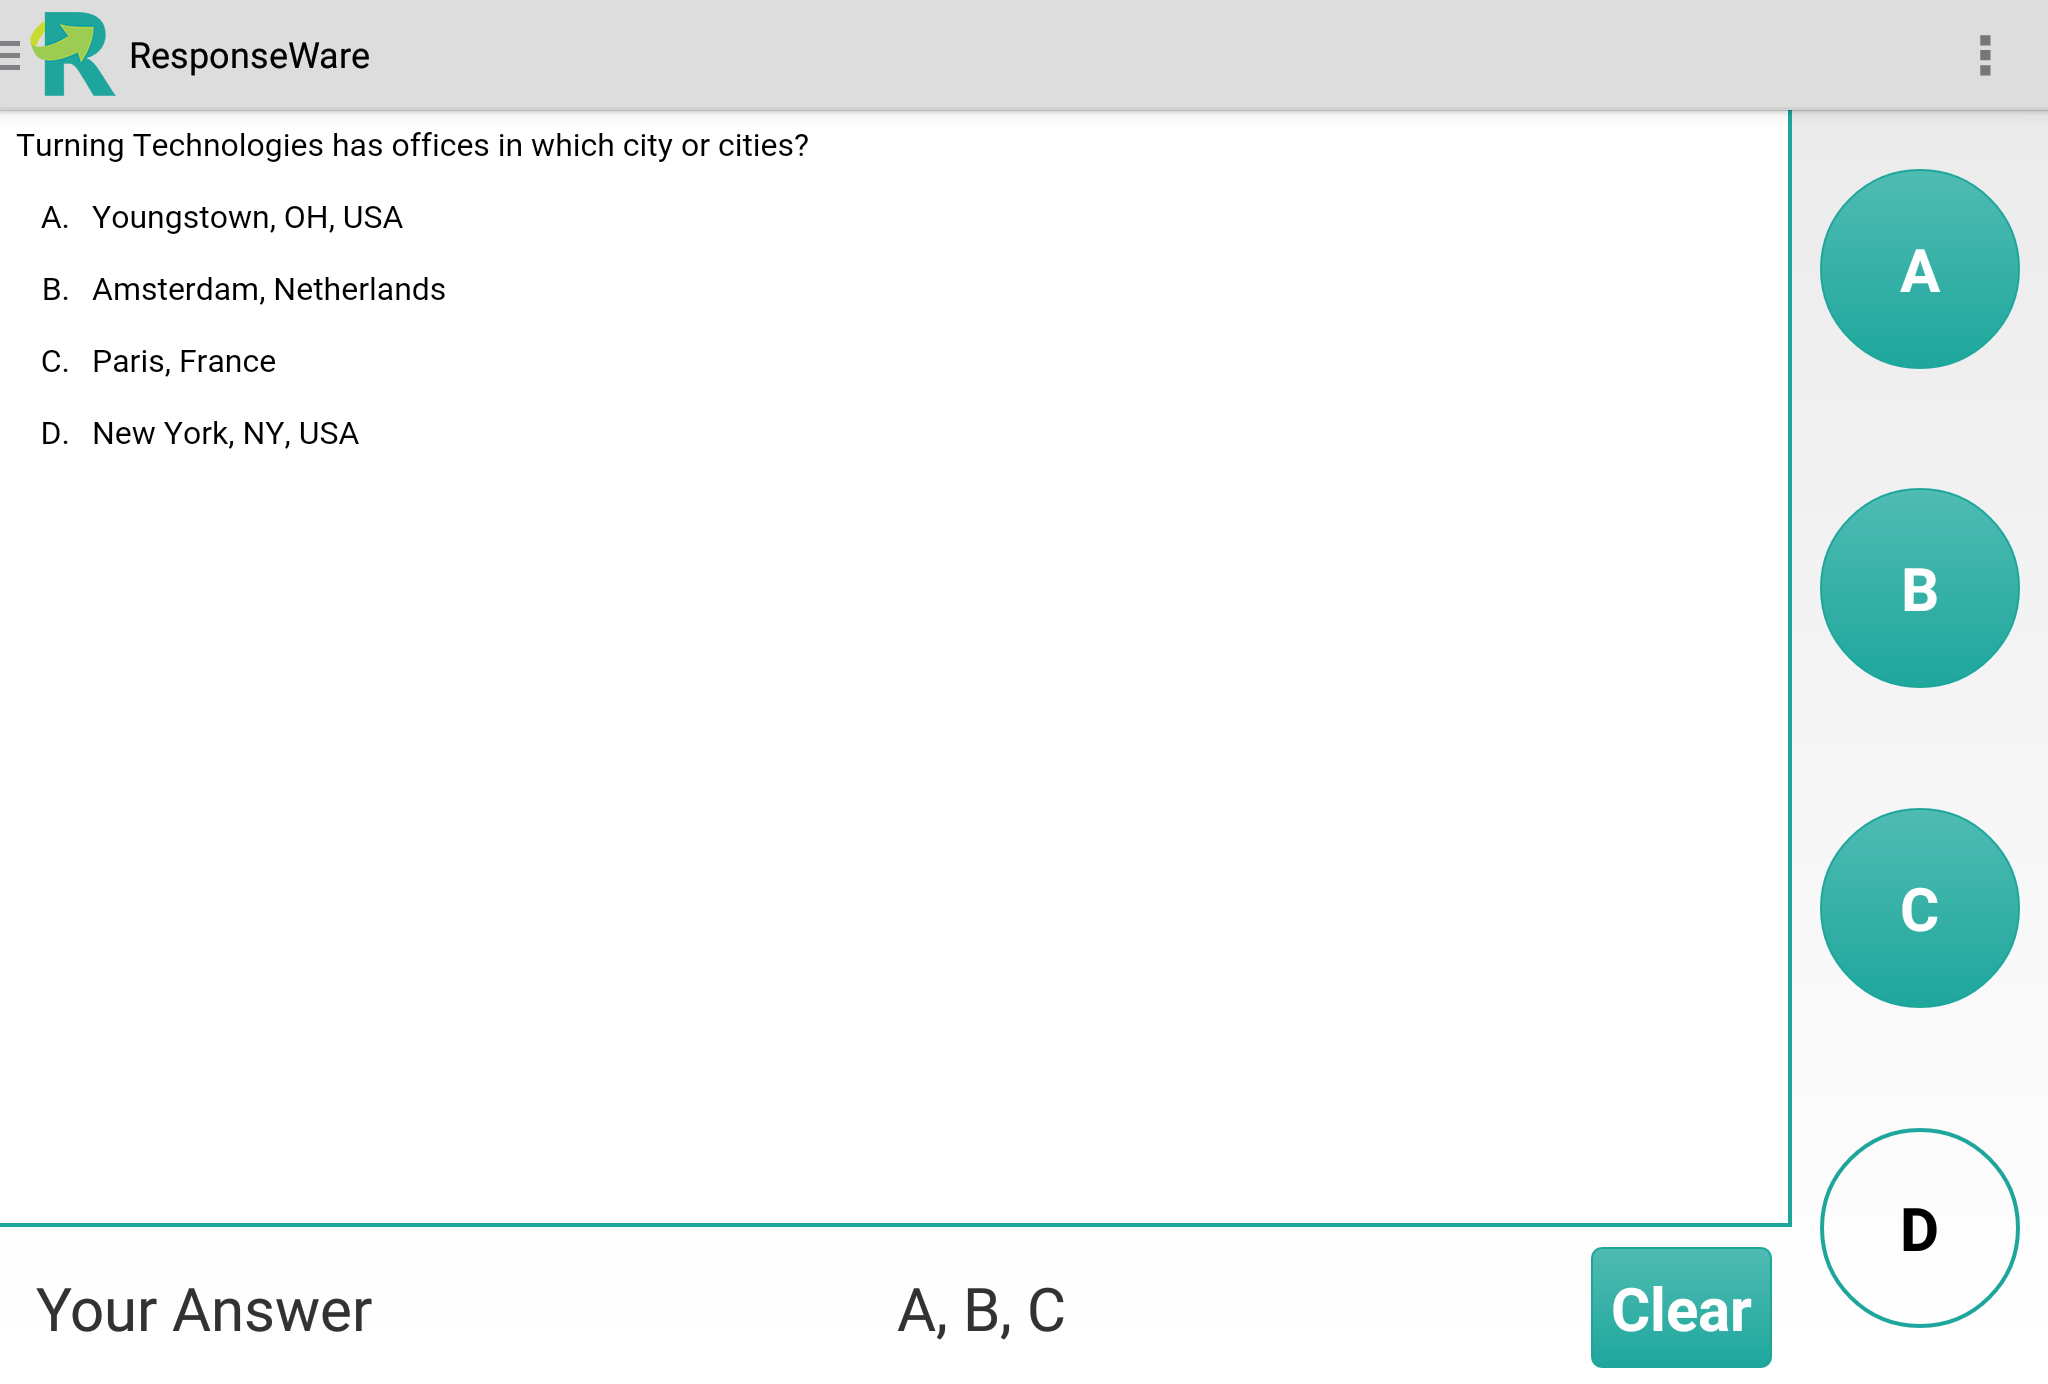 ResponseWare
Turning Technologies has offices in which city or cities?
A. Youngstown, OH, USA
B. Amsterdam, Netherlands
C. Paris, France
D. New York, NY, USA
A
B
C
D
Your Answer A, B, C Clear